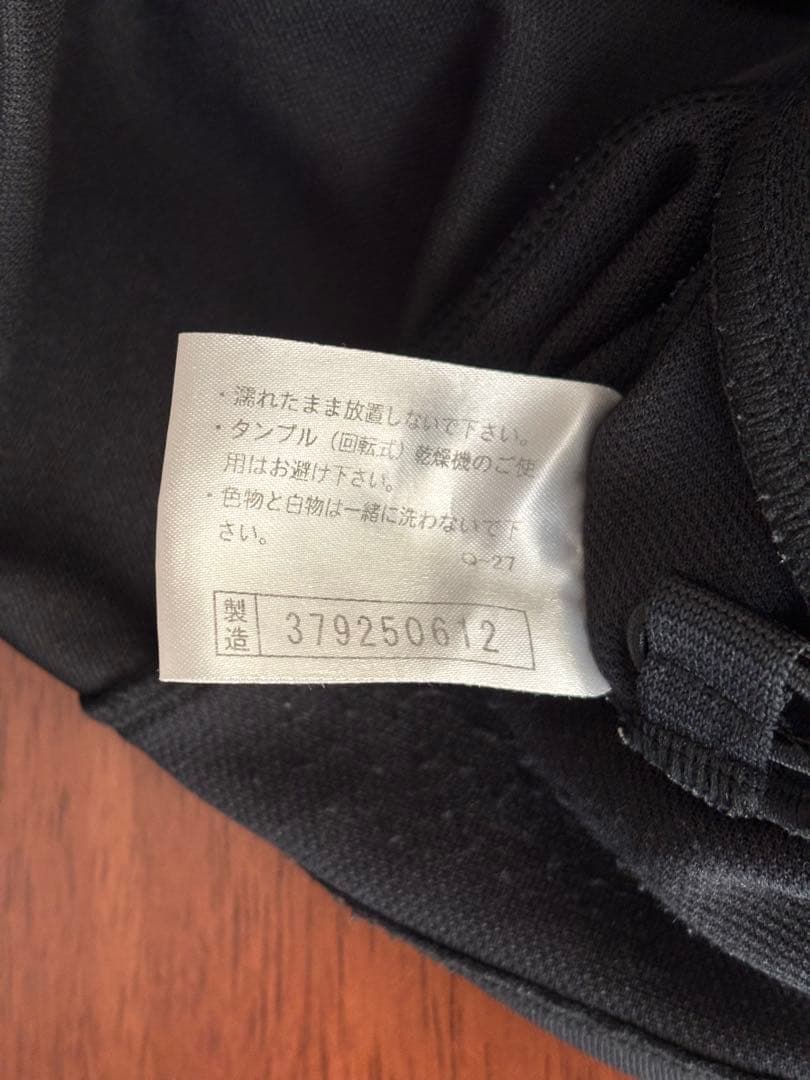 ・濡れたまま放置しないで下さい。
・タンブル（回転式）乾燥機のご使
用はお避け下さい。
・色物と白物は一緒に洗わないで下
さい。
Q-27
製造 379250612